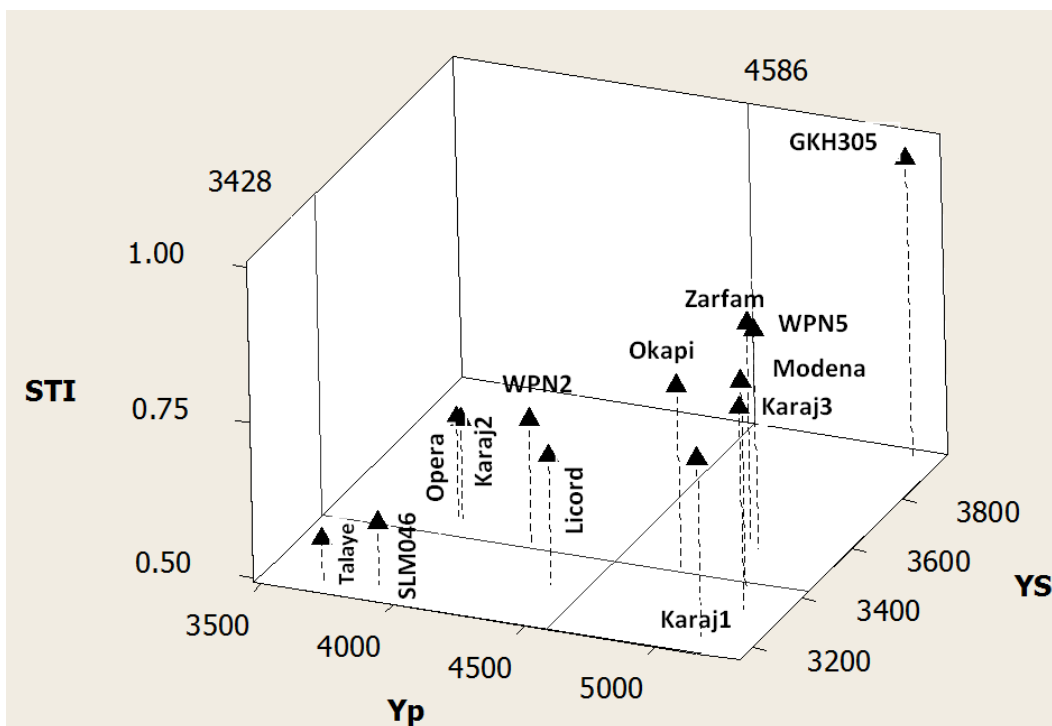 4586
GKH305
3428
1.00
Zarfam
WPN5
Okapi
Modena
WPN2
STI
0.75
Karaj3
Opera
Karaj2
Licord
3800
Talaye
SLM046
0.50
3600
YS
3400
Karaj1
3500
4000
3200
4500
5000
Yp